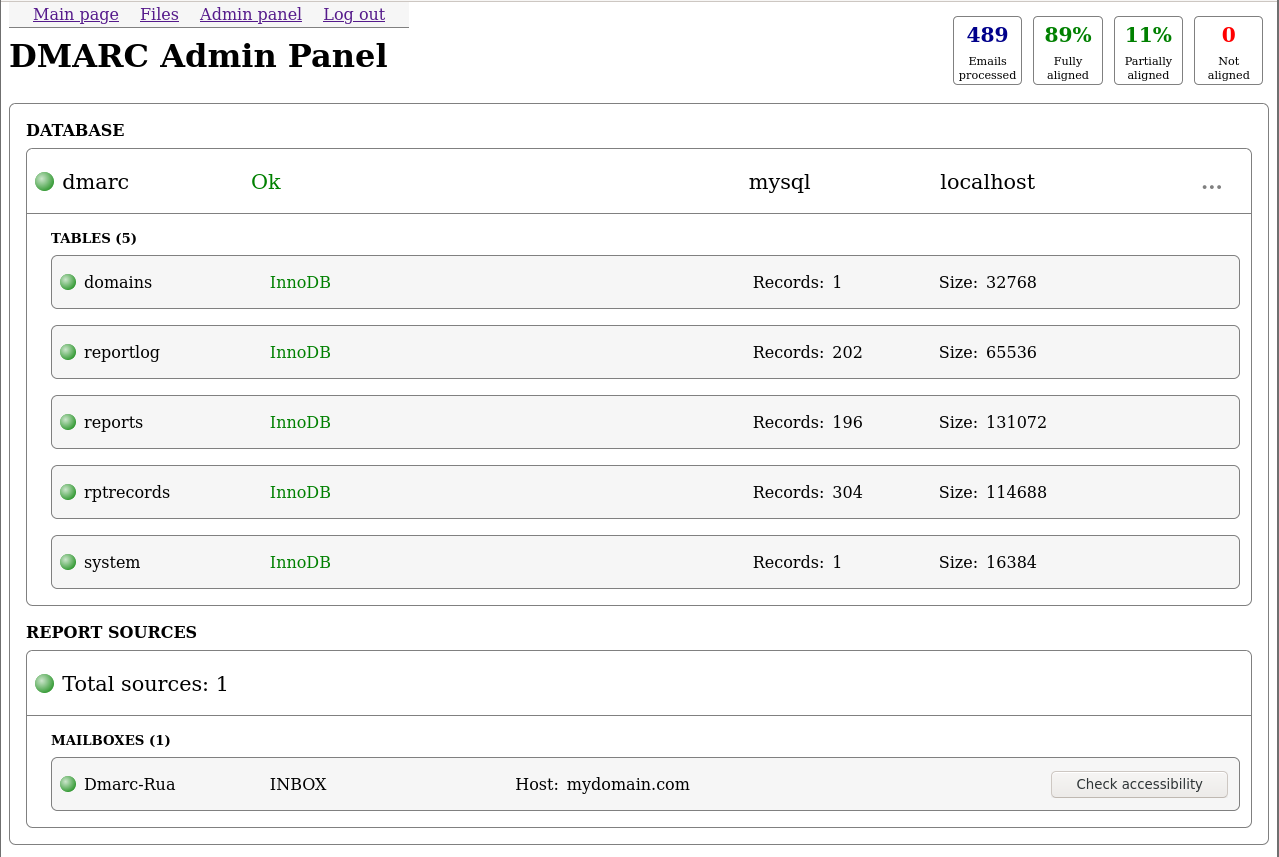 Main page Files Admin panel Log out
DMARC Admin Panel
489
Emails
processed
89%
Fully
aligned
11%
Partially
aligned
0
Not
aligned
DATABASE
dmarc Ok mysql localhost ...
TABLES (5)
domains InnoDB Records: 1 Size: 32768
reportlog InnoDB Records: 202 Size: 65536
reports InnoDB Records: 196 Size: 131072
rptrecords InnoDB Records: 304 Size: 114688
system InnoDB Records: 1 Size: 16384
REPORT SOURCES
Total sources: 1
MAILBOXES (1)
Dmarc-Rua INBOX Host: mydomain.com Check accessibility